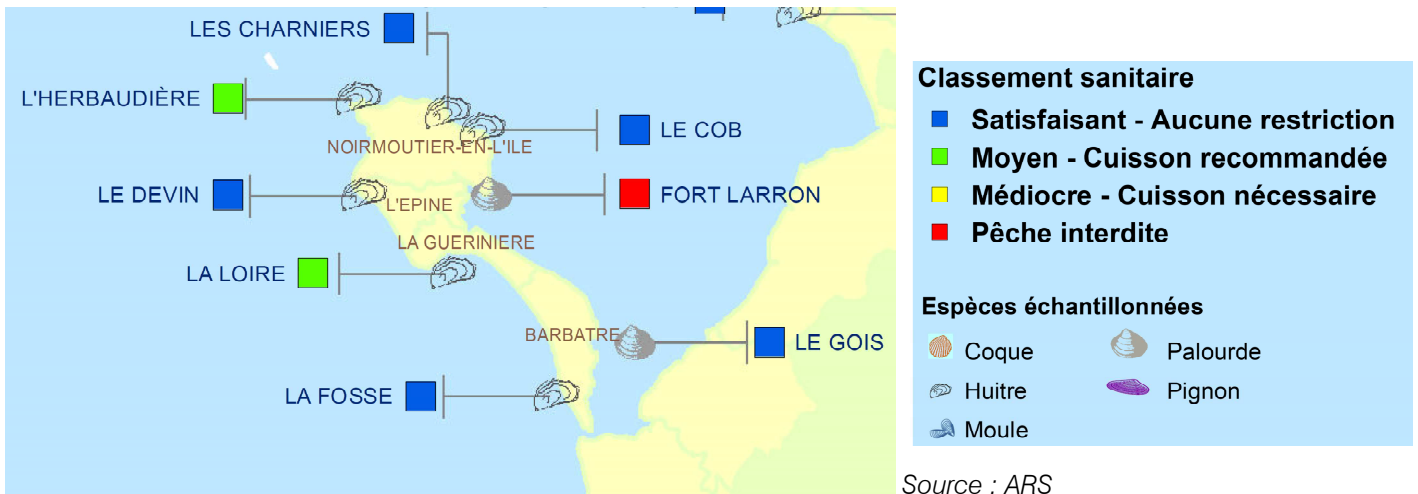 LES CHARNIERS
L'HERBAUDIÈRE
LE COB
NOIRMOUTIER-EN-L'ILE
LE DEVIN
L'EPINE
FORT LARRON
LA GUERINIERE
LA LOIRE
BARBATRE
LE GOIS
LA FOSSE
Classement sanitaire
Satisfaisant - Aucune restriction
Moyen - Cuisson recommandée
Médiocre - Cuisson nécessaire
Pêche interdite
Espèces échantillonnées
Coque
Palourde
Huitre
Pignon
Moule
Source : ARS